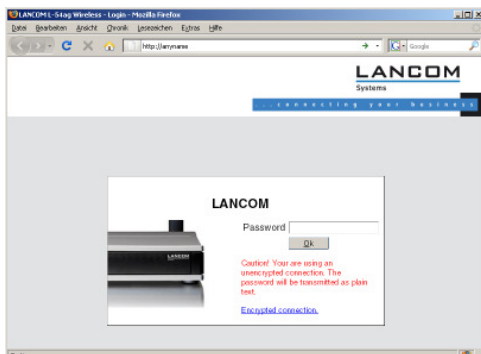 LANCOM L-54ag Wireless - Login - Mozilla Firefox
Datei Bearbeiten Ansicht Chronik Lesezeichen Extras Hilfe
http://anyname
Google
LANCOM
Systems
...connecting your business
LANCOM
Password
Ok
LANCOM
Caution! Your are using an
unencrypted connection. The
password will be transmitted as plain
text.
Encrypted connection.